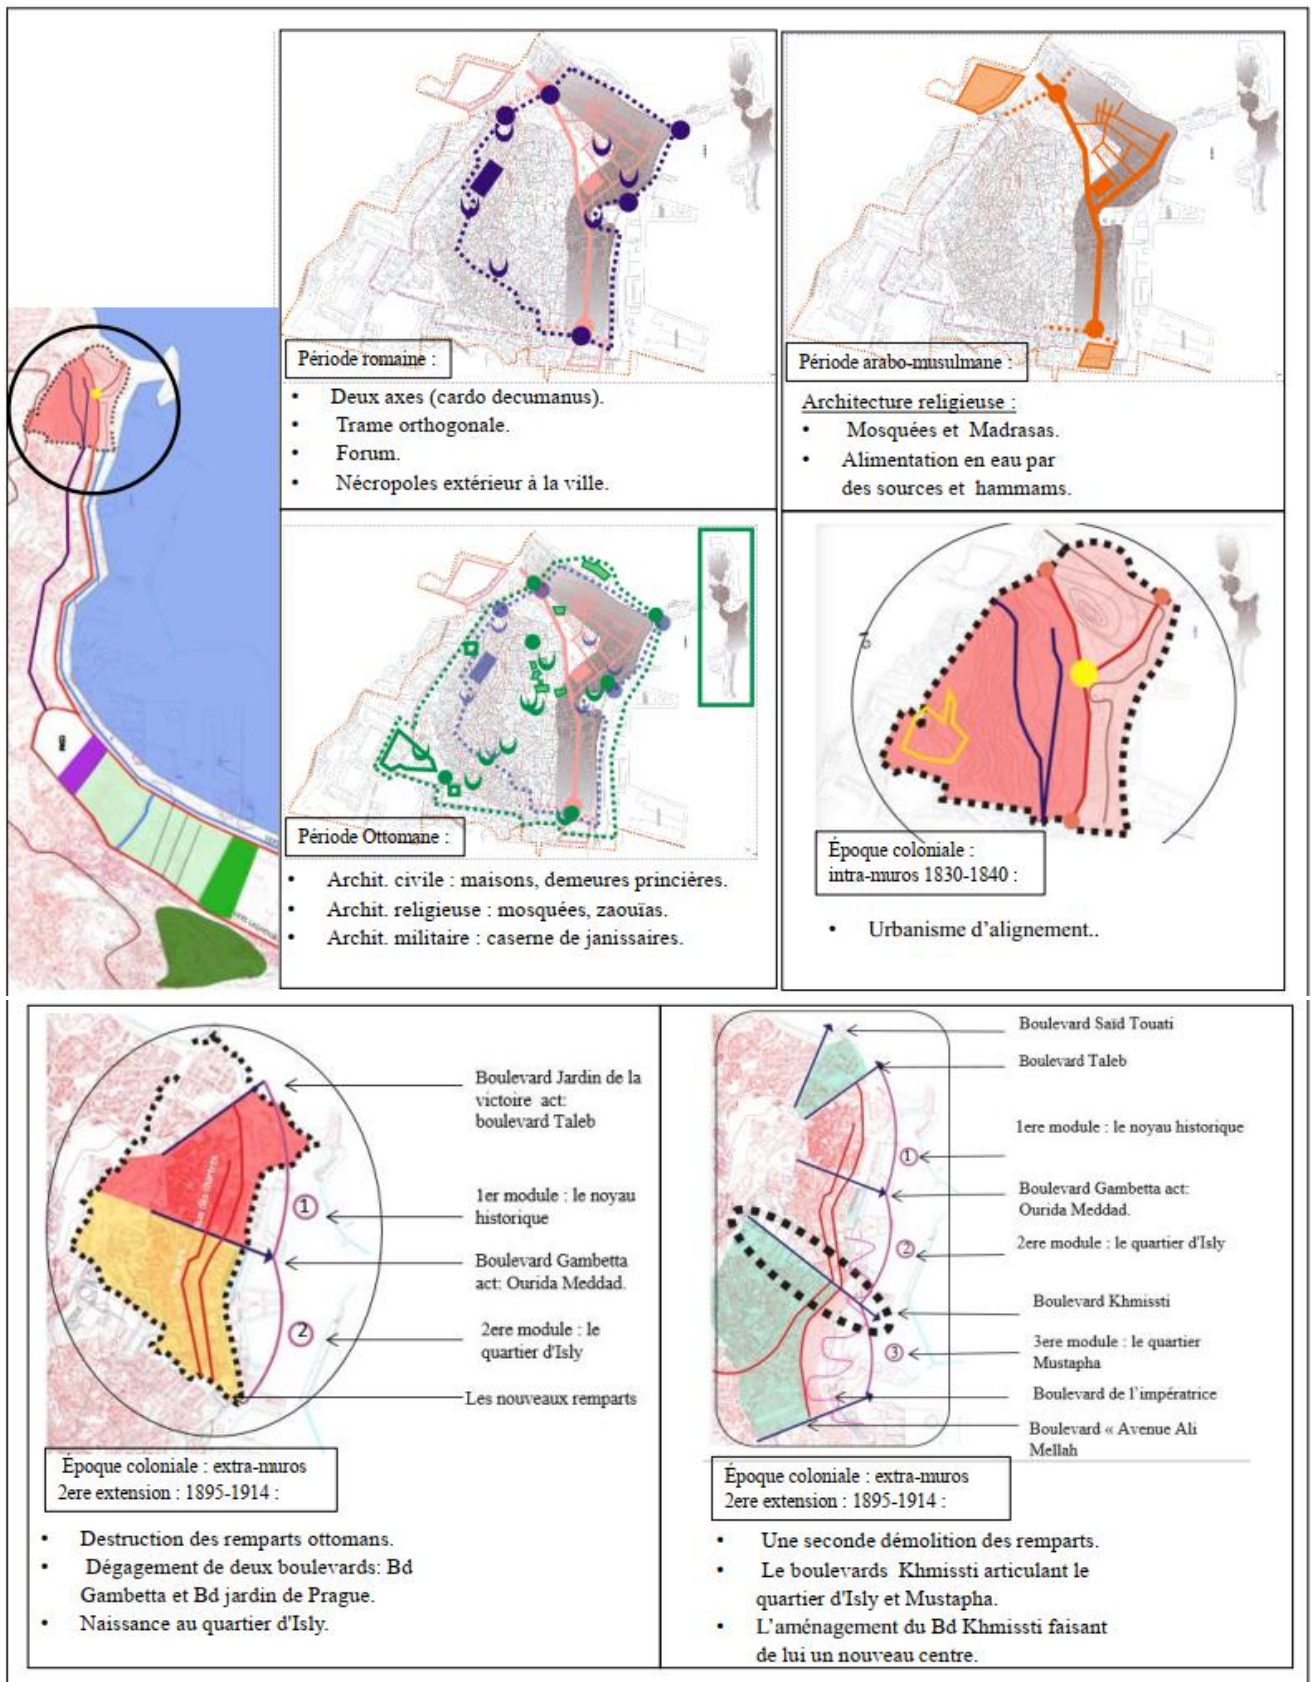 Période romaine :
• Deux axes (cardo decumanus).
• Trame orthogonale.
• Forum.
• Nécropoles extérieur à la ville.
Période arabo-musulmane :
Architecture religieuse :
• Mosquées et Madrasas.
• Alimentation en eau par
des sources et hammams.
Période Ottomane :
• Archit. civile : maisons, demeures princières.
• Archit. religieuse : mosquées, zaouïas.
• Archit. militaire : caserne de janissaires.
Époque coloniale :
intra-muros 1830-1840 :
• Urbanisme d’alignement..
Boulevard Jardin de la
victoire act:
boulevard Taleb
1
1er module : le noyau
historique
Boulevard Gambetta
act: Ourida Meddad.
2
2ere module : le
quartier d'Isly
Les nouveaux remparts
Époque coloniale : extra-muros
2ere extension : 1895-1914 :
• Destruction des remparts ottomans.
• Dégagement de deux boulevards: Bd
Gambetta et Bd jardin de Prague.
• Naissance au quartier d'Isly.
Boulevard Saïd Touati
Boulevard Taleb
1ere module : le noyau historique
1
Boulevard Gambetta act:
Ourida Meddad.
2ere module : le quartier d'Isly
2
Boulevard Khmissti
3ere module : le quartier
Mustapha
3
Boulevard de l’impératrice
Boulevard « Avenue Ali
Mellah
Époque coloniale : extra-muros
2ere extension : 1895-1914 :
• Une seconde démolition des remparts.
• Le boulevards Khmissti articulant le
quartier d'Isly et Mustapha.
• L’aménagement du Bd Khmissti faisant
de lui un nouveau centre.